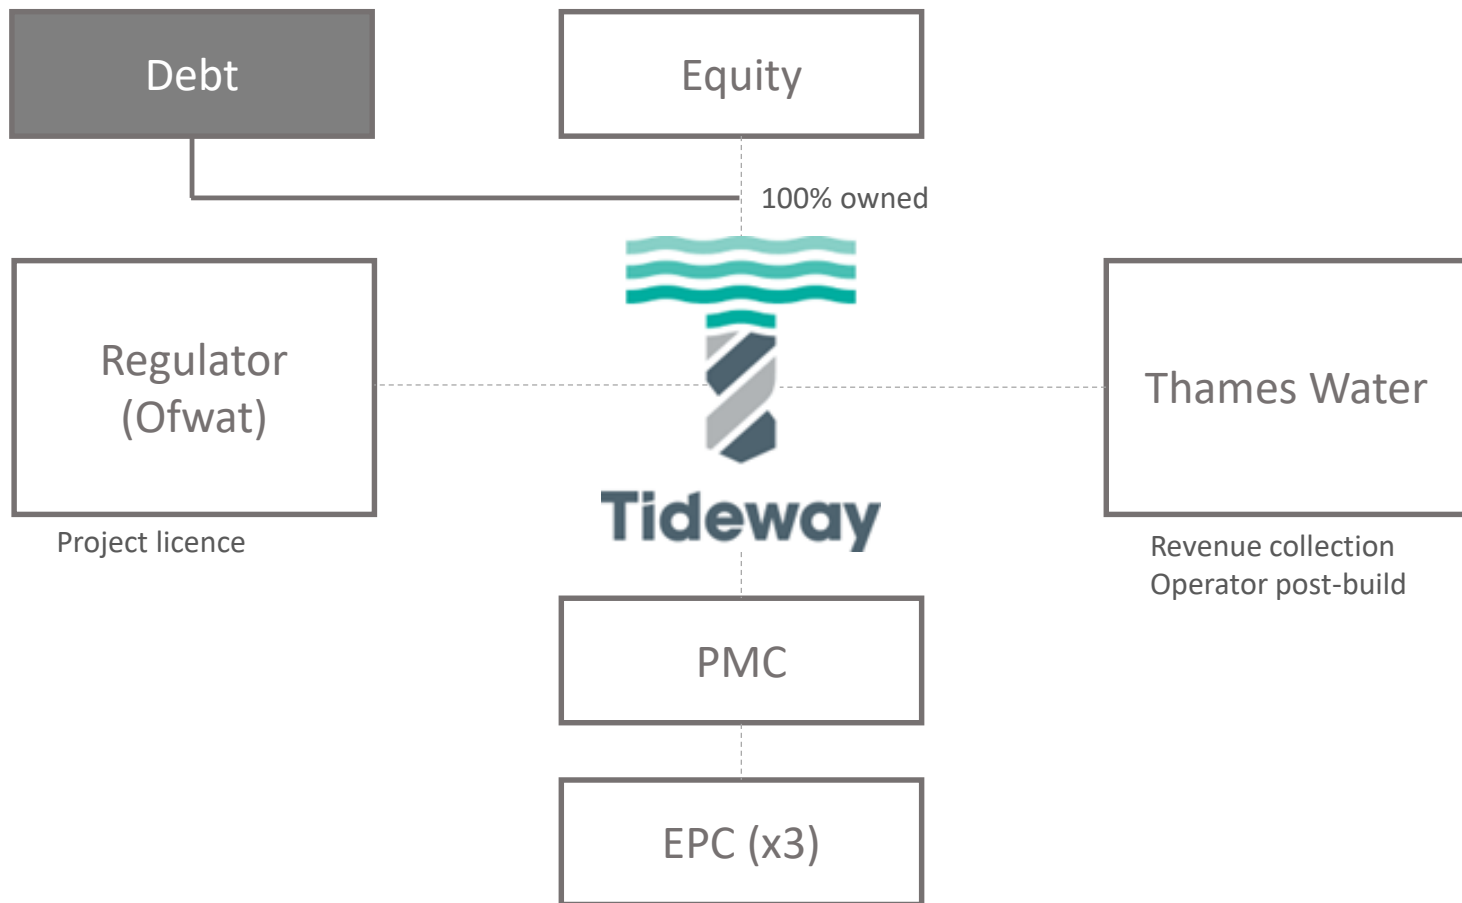 Debt
Equity
100% owned
Regulator
(Ofwat)
Project licence
Tideway
Thames Water
Revenue collection
Operator post-build
PMC
EPC (x3)